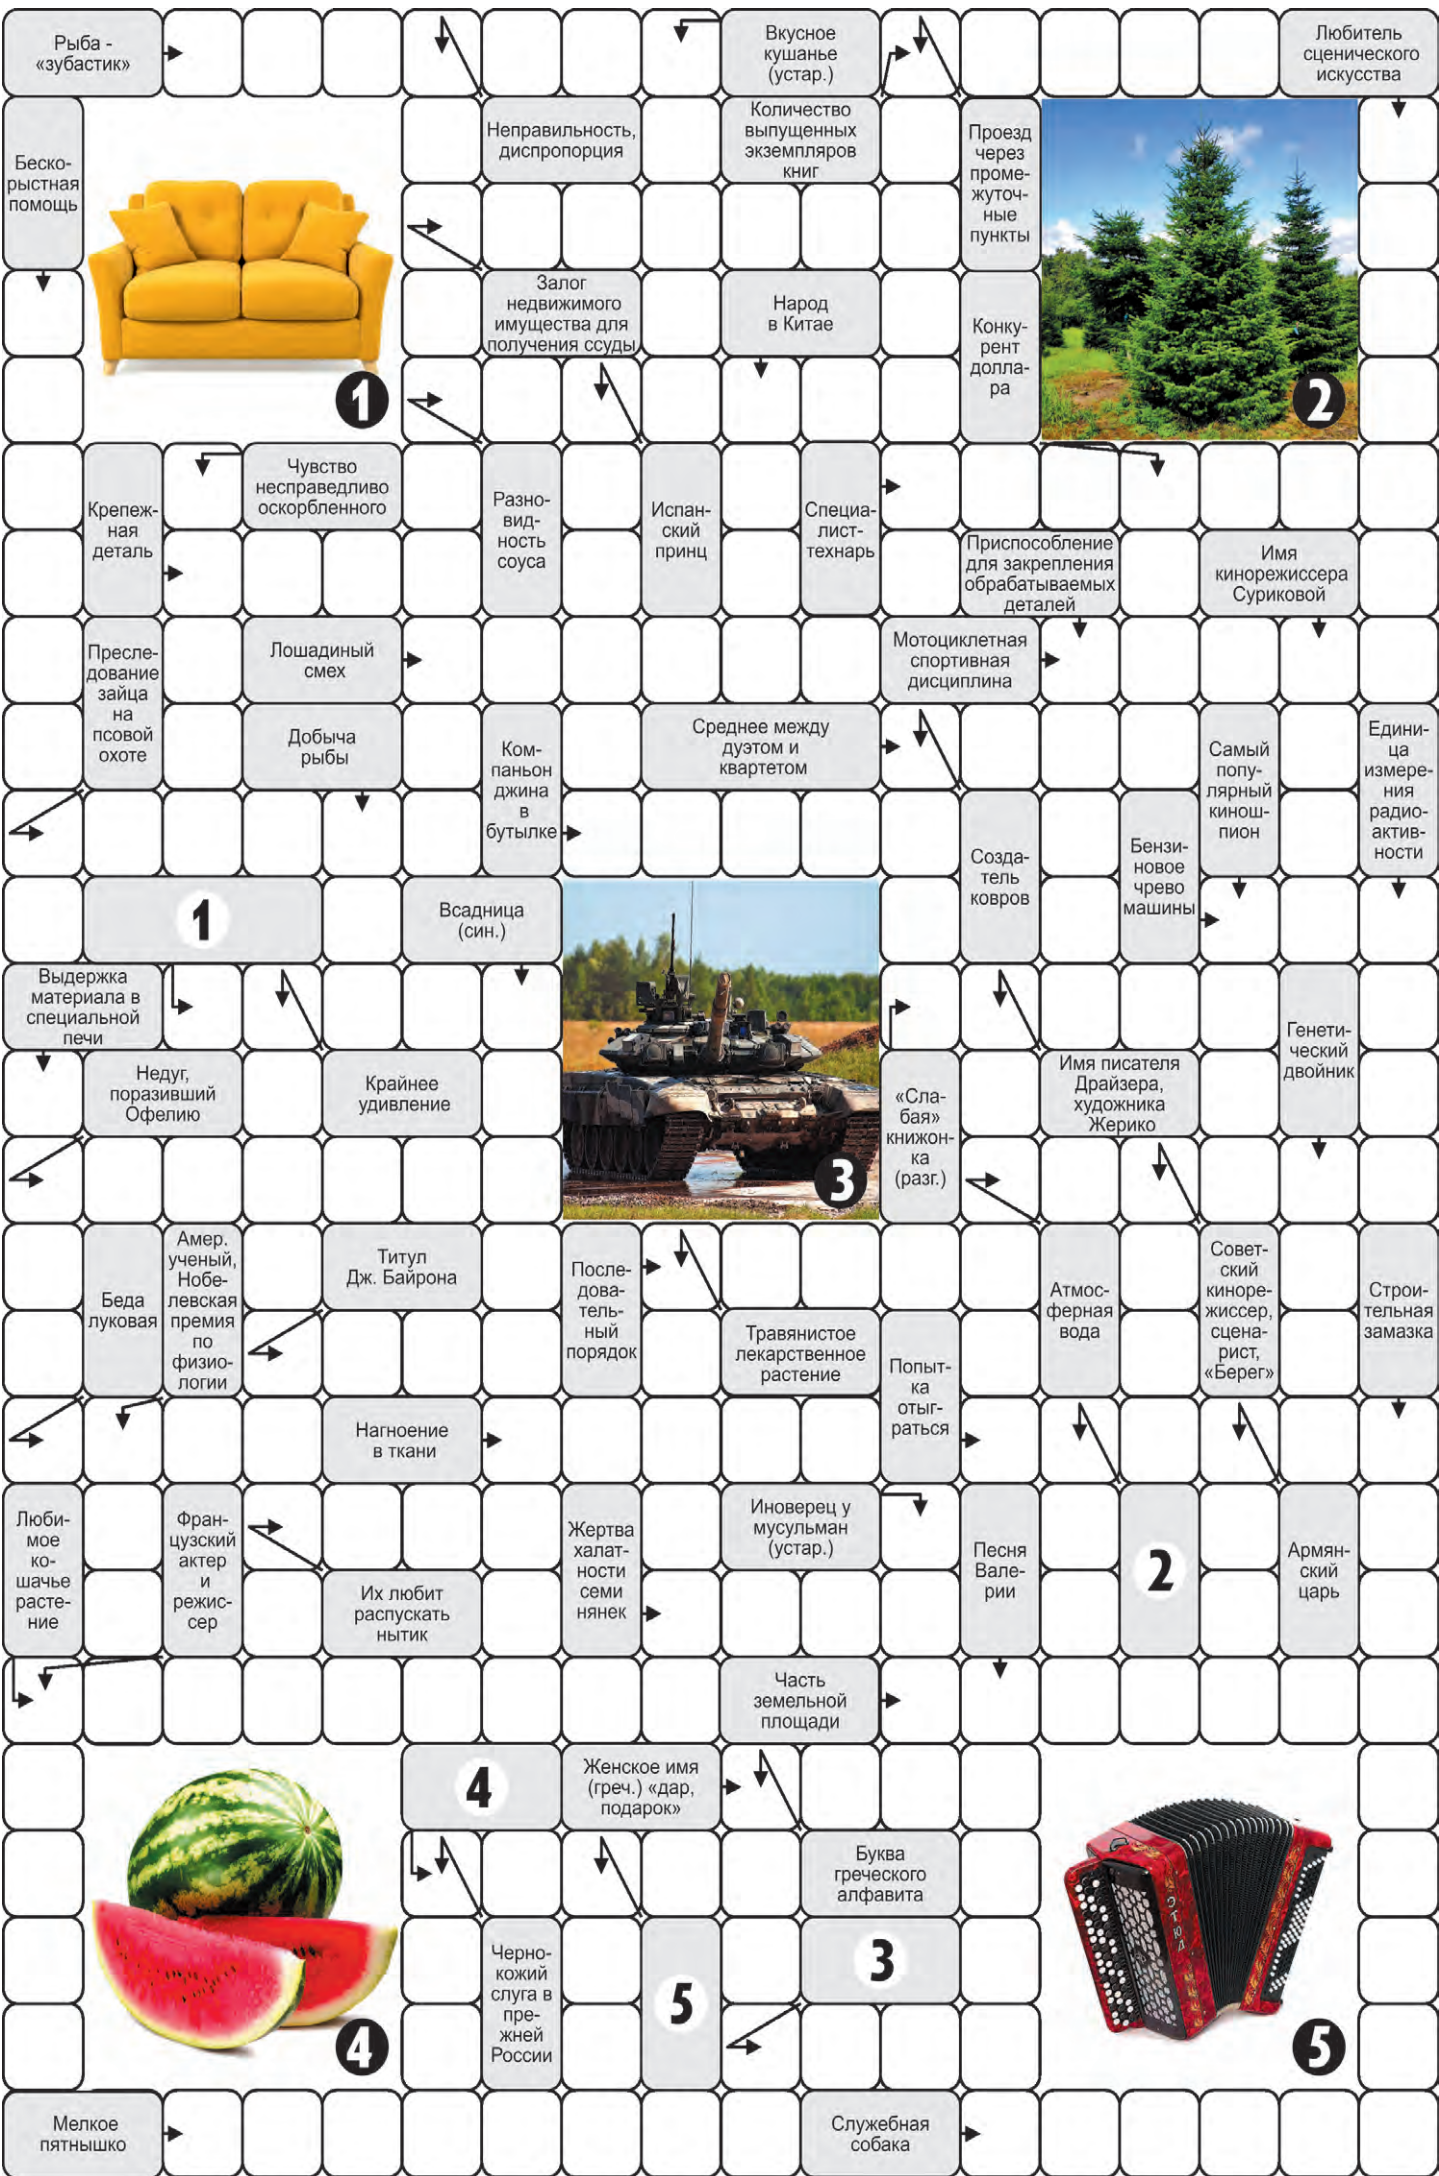 Рыба -
«зубастик»
Вкусное
кушанье
(устар.)
Любитель
сценического
искусства
Беско-
рыстная
помощь
Неправильность,
диспропорция
Количество
выпущенных
экземпляров
книг
Проезд
через
проме-
жуточ-
ные
пункты
Залог
недвижимого
имущества для
получения ссуды
Народ
в Китае
Конку-
рент
долла-
ра
1
2
Крепеж-
ная
деталь
Чувство
несправедливо
оскорбленного
Разно-
вид-
ность
соуса
Испан-
ский
принц
Специа-
лист-
технарь
Приспособление
для закрепления
обрабатываемых
деталей
Имя
кинорежиссера
Суриковой
Пресле-
дование
зайца
на
псовой
охоте
Лошадиный
смех
Мотоциклетная
спортивная
дисциплина
Добыча
рыбы
Ком-
паньон
джина
в
бутылке
Среднее между
дуэтом и
квартетом
Самый
попу-
лярный
кинош-
пион
Едини-
ца
измере-
ния
радио-
актив-
ности
Созда-
тель
ковров
Бензи-
новое
чрево
машины
1
Всадница
(син.)
Выдержка
материала в
специальной
печи
Генети-
ческий
двойник
Недуг,
поразивший
Офелию
Крайнее
удивление
«Сла-
бая»
книжон-
ка
(разг.)
Имя писателя
Драйзера,
художника
Жерико
3
Беда
луковая
Амер.
ученый,
Нобе-
левская
премия
по
физио-
логии
Титул
Дж. Байрона
После-
дова-
тель-
ный
порядок
Атмос-
ферная
вода
Совет-
ский
киноре-
жиссер,
сцена-
рист,
«Берег»
Строи-
тельная
замазка
Травянистое
лекарственное
растение
Попыт-
ка
отыг-
раться
Нагноение
в ткани
Люби-
мое
ко-
шачье
расте-
ние
Фран-
цузский
актер
и
режис-
сер
Жертва
халат-
ности
семи
нянек
Иноверец у
мусульман
(устар.)
Песня
Вале-
рии
2
Армян-
ский
царь
Их любит
распускать
нытик
Часть
земельной
площади
4
Женское имя
(греч.) «дар,
подарок»
Буква
греческого
алфавита
Черно-
кожий
слуга в
пре-
жней
России
5
3
ЭТЮД
4
5
Мелкое
пятнышко
Служебная
собака